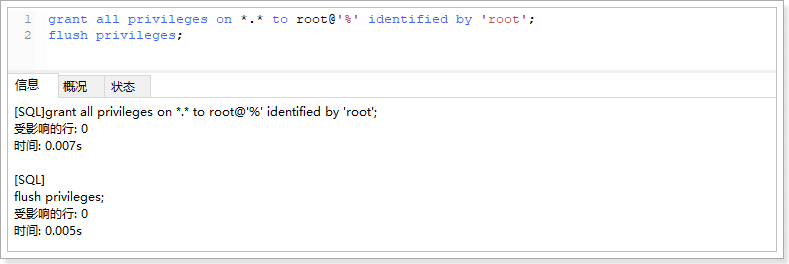 1 grant all privileges on *.* to root@'%' identified by 'root';
2 flush privileges;
信息 概况 状态
[SQL]grant all privileges on *.* to root@'%' identified by 'root';
受影响的行: 0
时间: 0.007s
[SQL]
flush privileges;
受影响的行: 0
时间: 0.005s